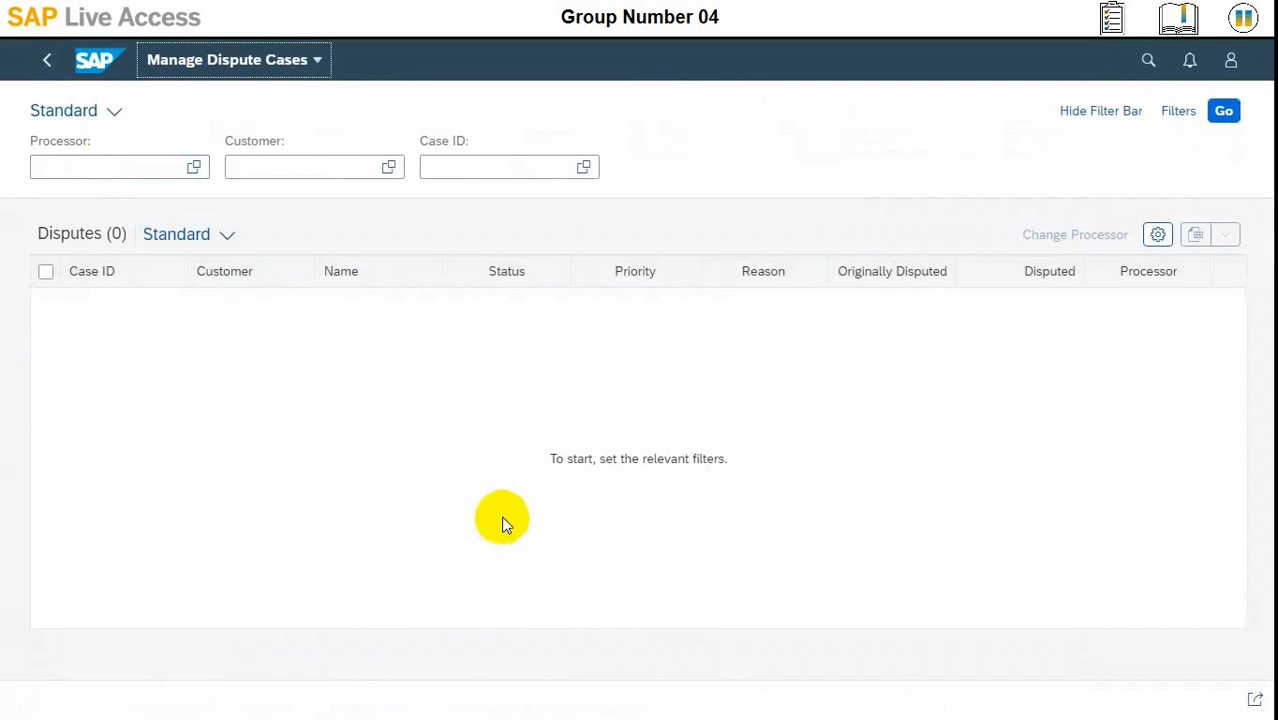 SAP Live Access
Group Number 04
SAP
Manage Dispute Cases
Standard
Hide Filter Bar
Filters
Go
Processor:
Customer:
Case ID:
Disputes (0)
Standard
Change Processor
Case ID
Customer
Name
Status
Priority
Reason
Originally Disputed
Disputed
Processor
To start, set the relevant filters.